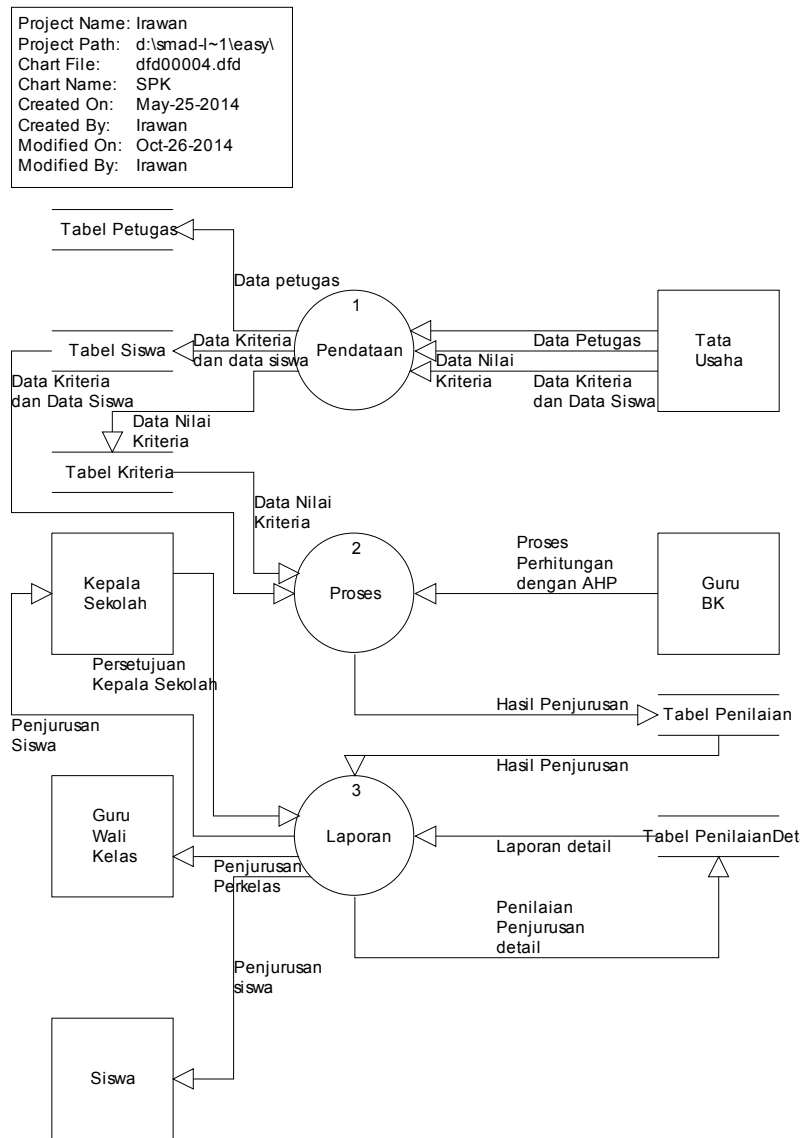 Project Name: Irawan
Project Path: d:\smad-l~1\easy\
Chart File: dfd00004.dfd
Chart Name: SPK
Created On: May-25-2014
Created By: Irawan
Modified On: Oct-26-2014
Modified By: Irawan
Tabel Petugas
Data petugas
1
Pendataan
Tata
Usaha
Data Petugas
Data Nilai
Kriteria
Data Kriteria
dan Data Siswa
Tabel Siswa
Data Kriteria
dan data siswa
Data Kriteria
dan Data Siswa
Data Nilai
Kriteria
Tabel Kriteria
Data Nilai
Kriteria
2
Proses
Proses
Perhitungan
dengan AHP
Guru
BK
Kepala
Sekolah
Persetujuan
Kepala Sekolah
Penjurusan
Siswa
Hasil Penjurusan
Tabel Penilaian
Hasil Penjurusan
3
Laporan
Laporan detail
Tabel PenilaianDet
Guru
Wali
Kelas
Penjurusan
Perkelas
Penilaian
Penjurusan
detail
Penjurusan
siswa
Siswa